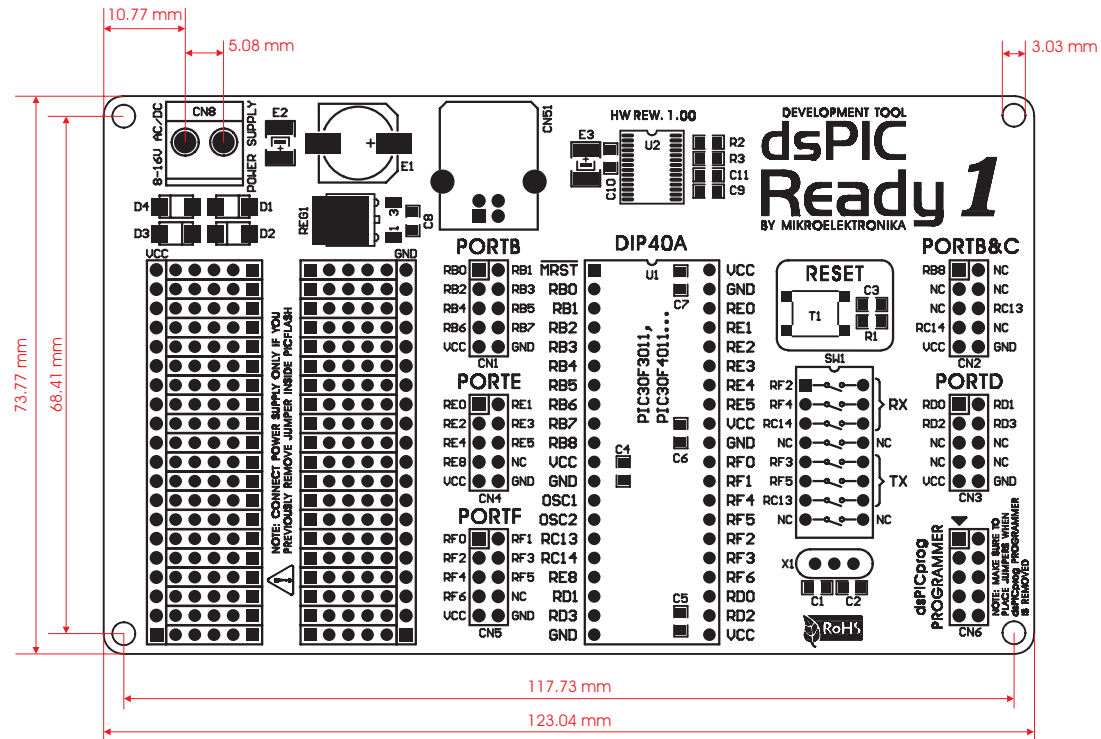 10.77 mm
5.08 mm
3.03 mm
73.77 mm
68.41 mm
117.73 mm
123.04 mm
8-16V AC/DC
CN8
POWER SUPPLY
E2
E1
CN51
E3
C10
HW REV. 1.00
U2
R2
R3
C11
C9
DEVELOPMENT TOOL
dsPIC
Ready 1
BY MIKROELEKTRONIKA
D4
D1
D3
D2
REG1
3
1
C8
VCC
GND
NOTE: CONNECT POWER SUPPLY ONLY IF YOU
PREVIOUSLY REMOVE JUMPER INSIDE PICFLASH
PORTB
RB0 RB1
RB2 RB3
RB4 RB5
RB6 RB7
VCC GND
CN1
PORTE
RE0 RE1
RE2 RE3
RE4 RE5
RE8 NC
VCC GND
CN4
PORTF
RF0 RF1
RF2 RF3
RF4 RF5
RF6 NC
VCC GND
CN5
DIP40A
U1
MRST VCC
RB0 GND
RB1 RE0
RB2 RE1
RB3 RE2
RB4 RE3
RB5 RE4
RB6 RE5
RB7 VCC
RB8 GND
VCC RF0
GND RF1
OSC1 RF4
OSC2 RF5
RC13 RF2
RC14 RF3
RE8 RF6
RD1 RD0
RD3 RD2
GND VCC
C7
PIC30F3011,
PIC30F4011...
C6
C4
C5
RESET
T1
C3
R1
SW1
RF2
RF4
RC14
RX
NC NC
RF3
RF5
RC13
TX
NC NC
X1
C1 C2
RoHS
PORTB&C
RB8 NC
NC NC
NC RC13
RC14 NC
VCC GND
CN2
PORTD
RD0 RD1
RD2 RD3
NC NC
NC NC
VCC GND
CN3
dsPICprog
PROGRAMMER
CN6
NOTE: MAKE SURE TO
PLACE JUMPERS WHEN
dsPICprog PROGRAMMER
IS REMOVED